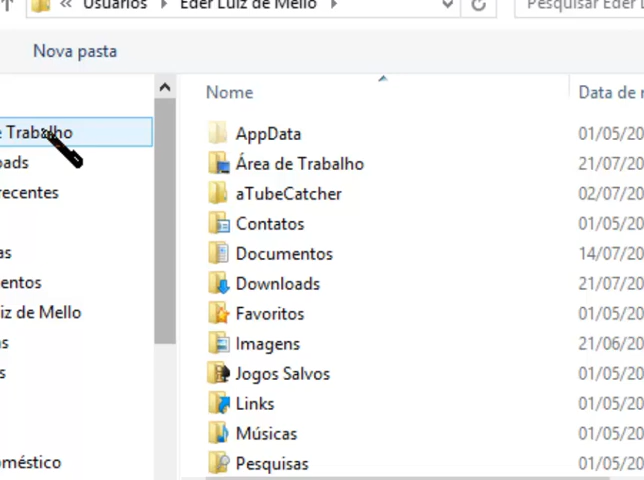 « Usuários › Eder Luiz de Mello ›
Pesquisar Eder L
Nova pasta
Nome
Data de
e Trabalho
oads
recentes
as
entos
iz de Mello
s
s
oméstico
AppData 01/05/20
Área de Trabalho 21/07/20
aTubeCatcher 02/07/20
Contatos 01/05/20
Documentos 14/07/20
Downloads 21/07/20
Favoritos 01/05/20
Imagens 21/06/20
Jogos Salvos 01/05/20
Links 01/05/20
Músicas 01/05/20
Pesquisas 01/05/20